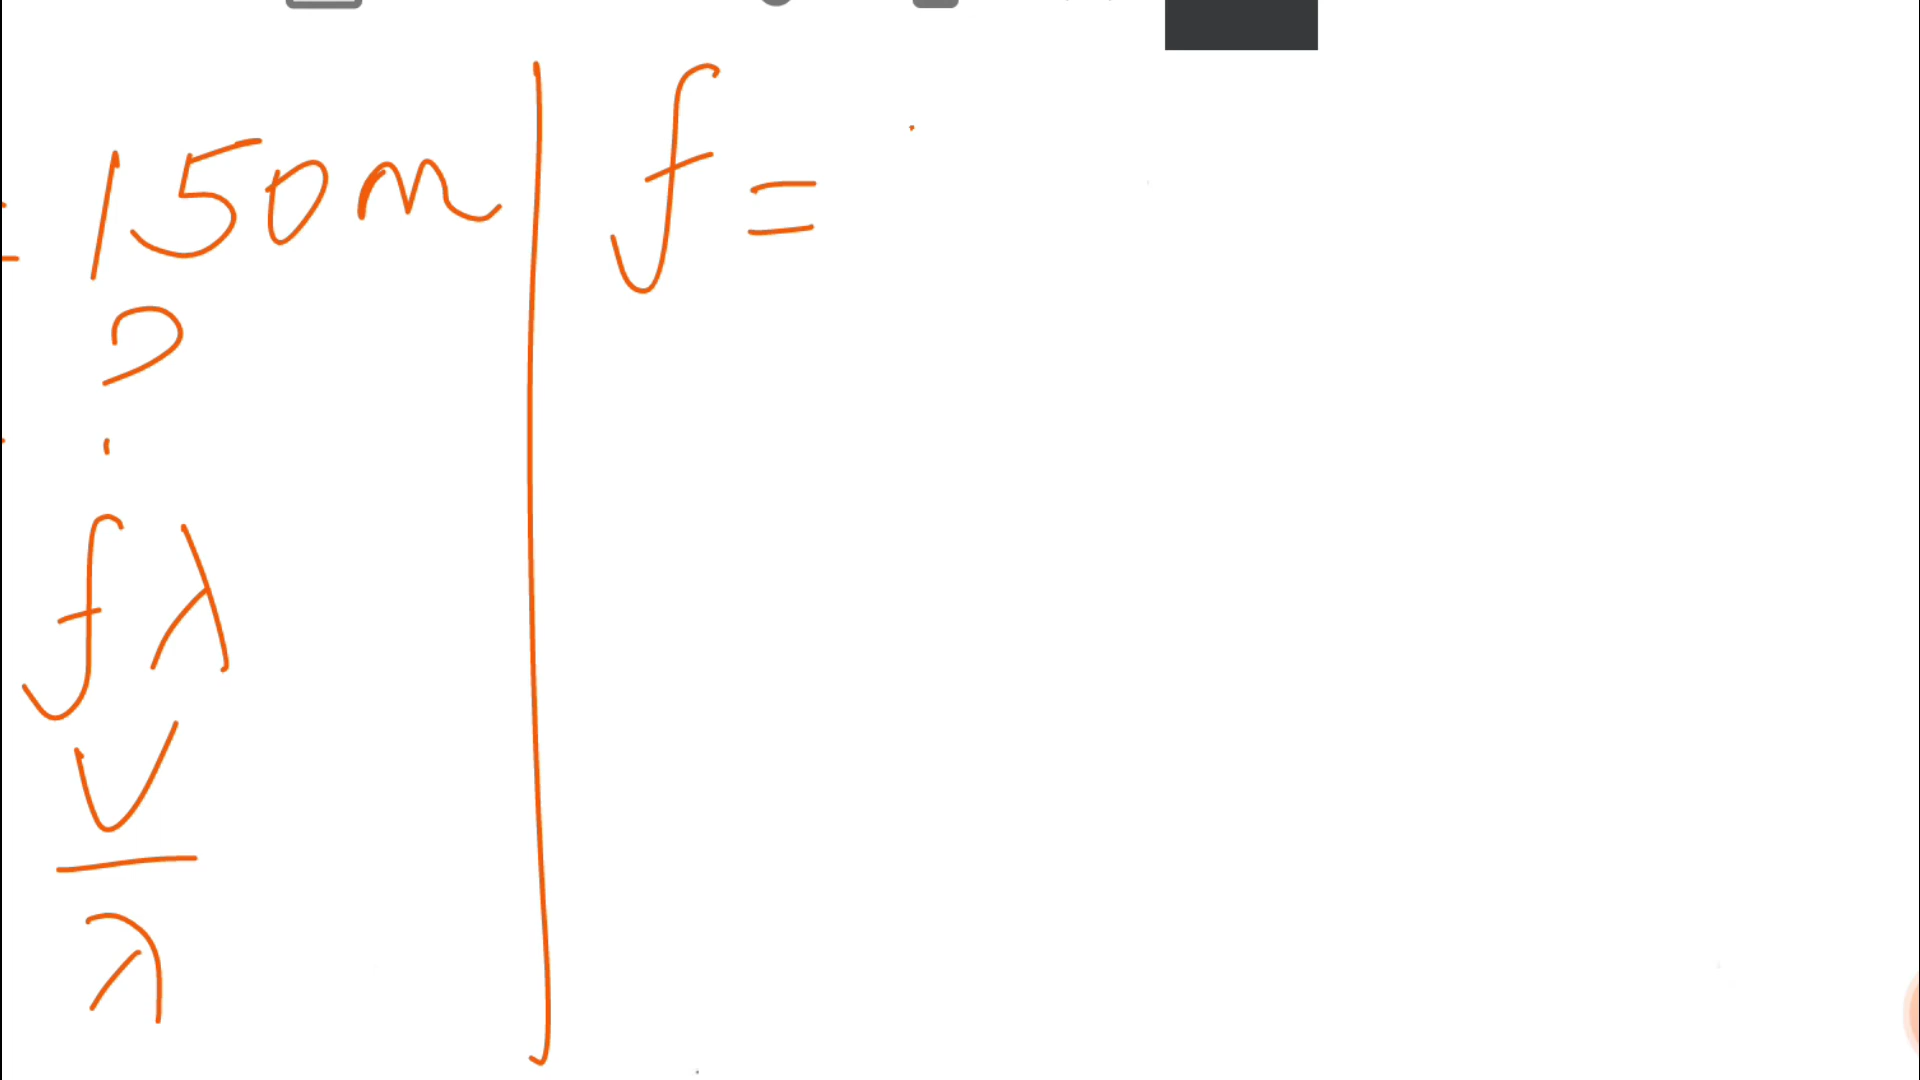 = 150m
?
fλ
V
λ
f =